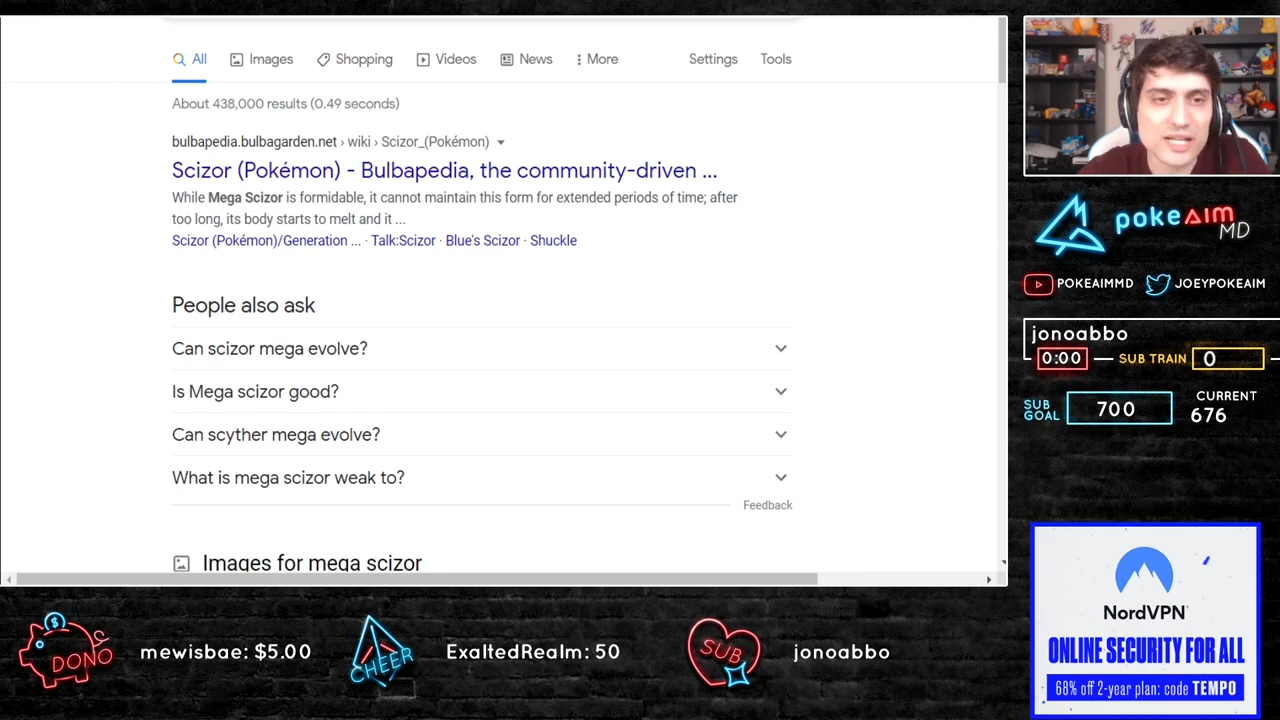 All Images Shopping Videos News More Settings Tools
About 438,000 results (0.49 seconds)
bulbapedia.bulbagarden.net › wiki › Scizor_(Pokémon)
Scizor (Pokémon) - Bulbapedia, the community-driven ...
While Mega Scizor is formidable, it cannot maintain this form for extended periods of time; after
too long, its body starts to melt and it ...
Scizor (Pokémon)/Generation ... · Talk:Scizor · Blue's Scizor · Shuckle
People also ask
Can scizor mega evolve?
Is Mega scizor good?
Can scyther mega evolve?
What is mega scizor weak to?
Feedback
Images for mega scizor
pokeAIM
MD
POKEAIMMD JOEYPOKEAIM
jonoabbo
0:00 SUB TRAIN 0
SUB
GOAL
700
CURRENT
676
NordVPN
ONLINE SECURITY FOR ALL
68% off 2-year plan: code TEMPO
$
DONO
mewisbae: $5.00
CHEER
ExaltedRealm: 50
SUB
jonoabbo